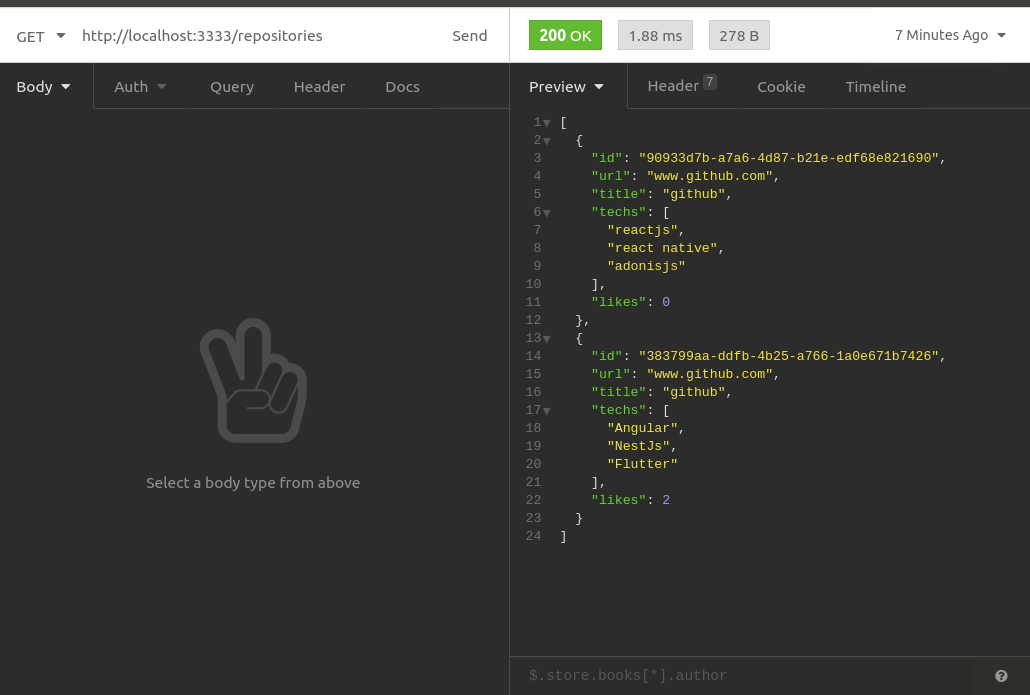 GET http://localhost:3333/repositories Send 200 OK 1.88 ms 278 B 7 Minutes Ago
Body Auth Query Header Docs Preview Header 7 Cookie Timeline
1 [
2 {
3 "id": "90933d7b-a7a6-4d87-b21e-edf68e821690",
4 "url": "www.github.com",
5 "title": "github",
6 "techs": [
7 "reactjs",
8 "react native",
9 "adonisjs"
10 ],
11 "likes": 0
12 },
13 {
14 "id": "383799aa-ddfb-4b25-a766-1a0e671b7426",
15 "url": "www.github.com",
16 "title": "github",
17 "techs": [
18 "Angular",
19 "NestJs",
20 "Flutter"
21 ],
22 "likes": 2
23 }
24 ]
Select a body type from above
$.store.books[*].author